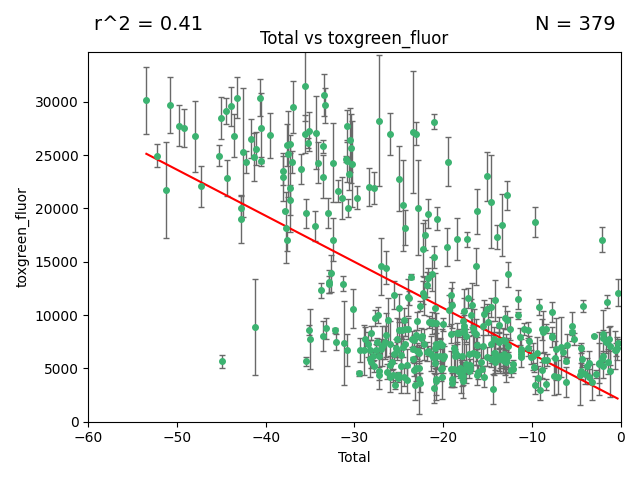 r^2 = 0.41
N = 379
Total vs toxgreen_fluor
toxgreen_fluor
30000
25000
20000
15000
10000
5000
0
−60
−50
−40
−30
−20
−10
0
Total